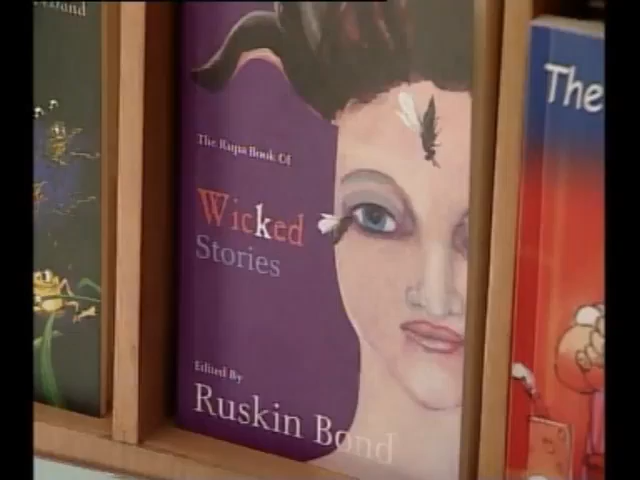 The Rupa Book Of
Wicked
Stories
Edited By
Ruskin Bond
The